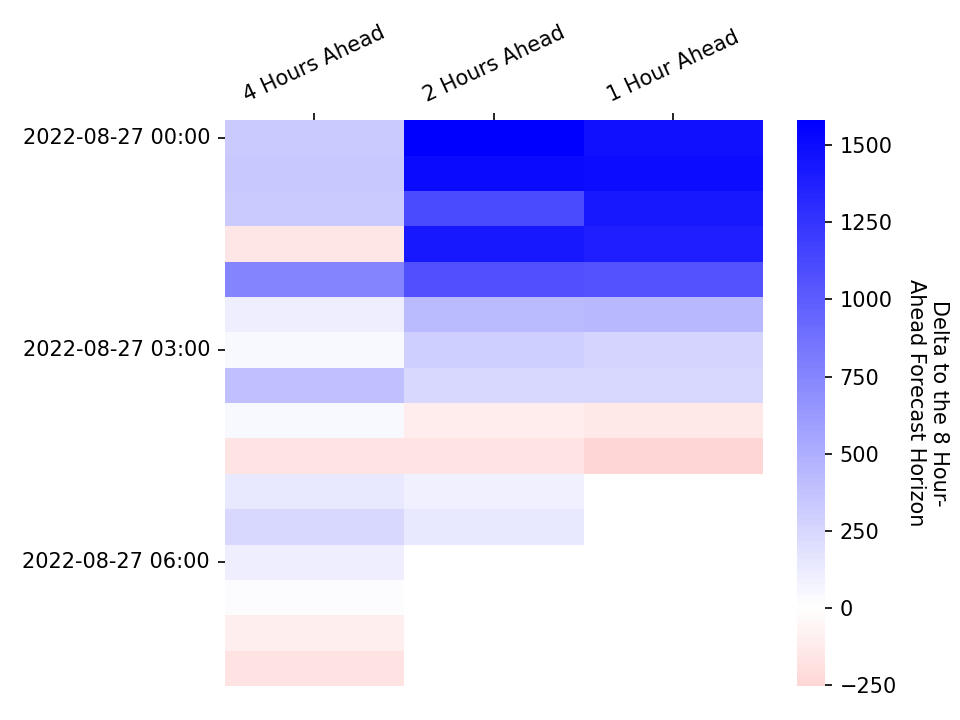 4 Hours Ahead
2 Hours Ahead
1 Hour Ahead
2022-08-27 00:00
2022-08-27 03:00
2022-08-27 06:00
1500
1250
1000
750
500
250
0
−250
Delta to the 8 Hour-
Ahead Forecast Horizon